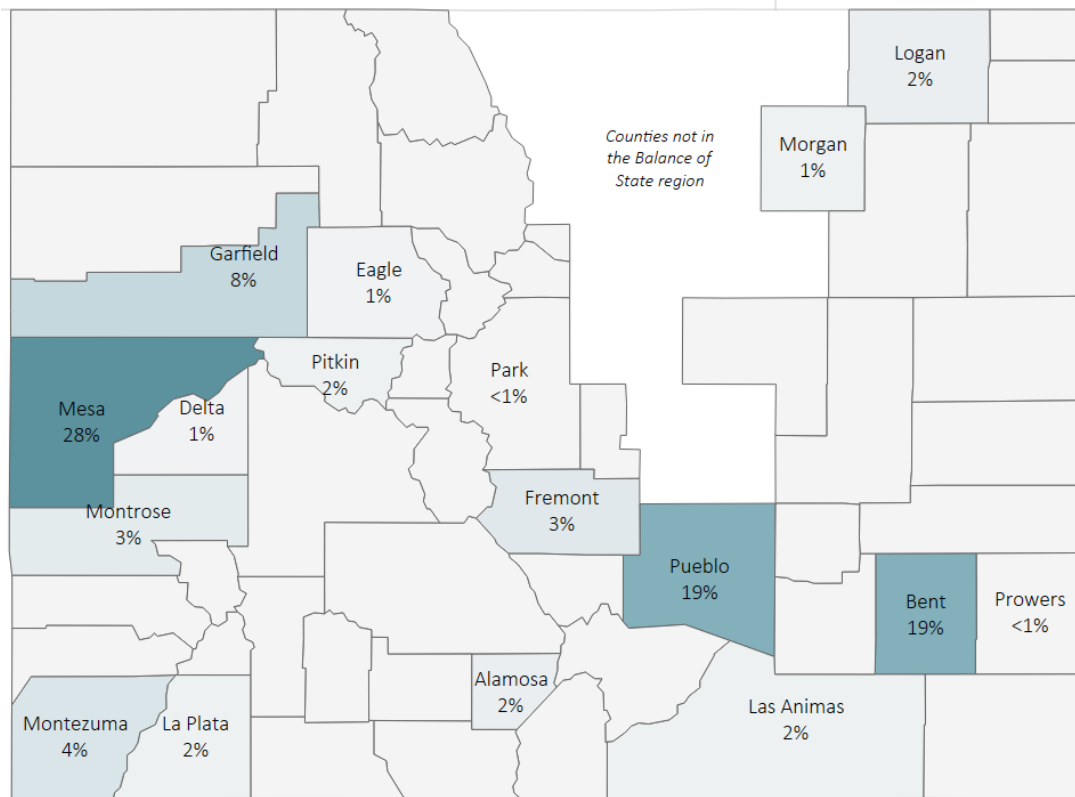 Logan
2%
Counties not in
the Balance of
State region
Morgan
1%
Garfield
8%
Eagle
1%
Pitkin
2%
Park
<1%
Mesa
28%
Delta
1%
Montrose
3%
Fremont
3%
Pueblo
19%
Bent
19%
Prowers
<1%
Alamosa
2%
Las Animas
2%
Montezuma
4%
La Plata
2%